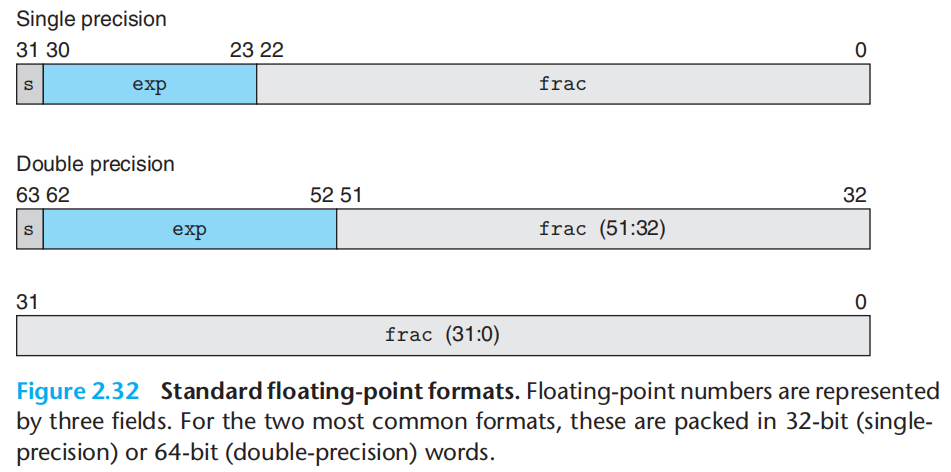 Single precision
31 30 23 22 0
s exp frac
Double precision
63 62 52 51 32
s exp frac (51:32)
31 0
frac (31:0)
Figure 2.32 Standard floating-point formats. Floating-point numbers are represented
by three fields. For the two most common formats, these are packed in 32-bit (single-
precision) or 64-bit (double-precision) words.